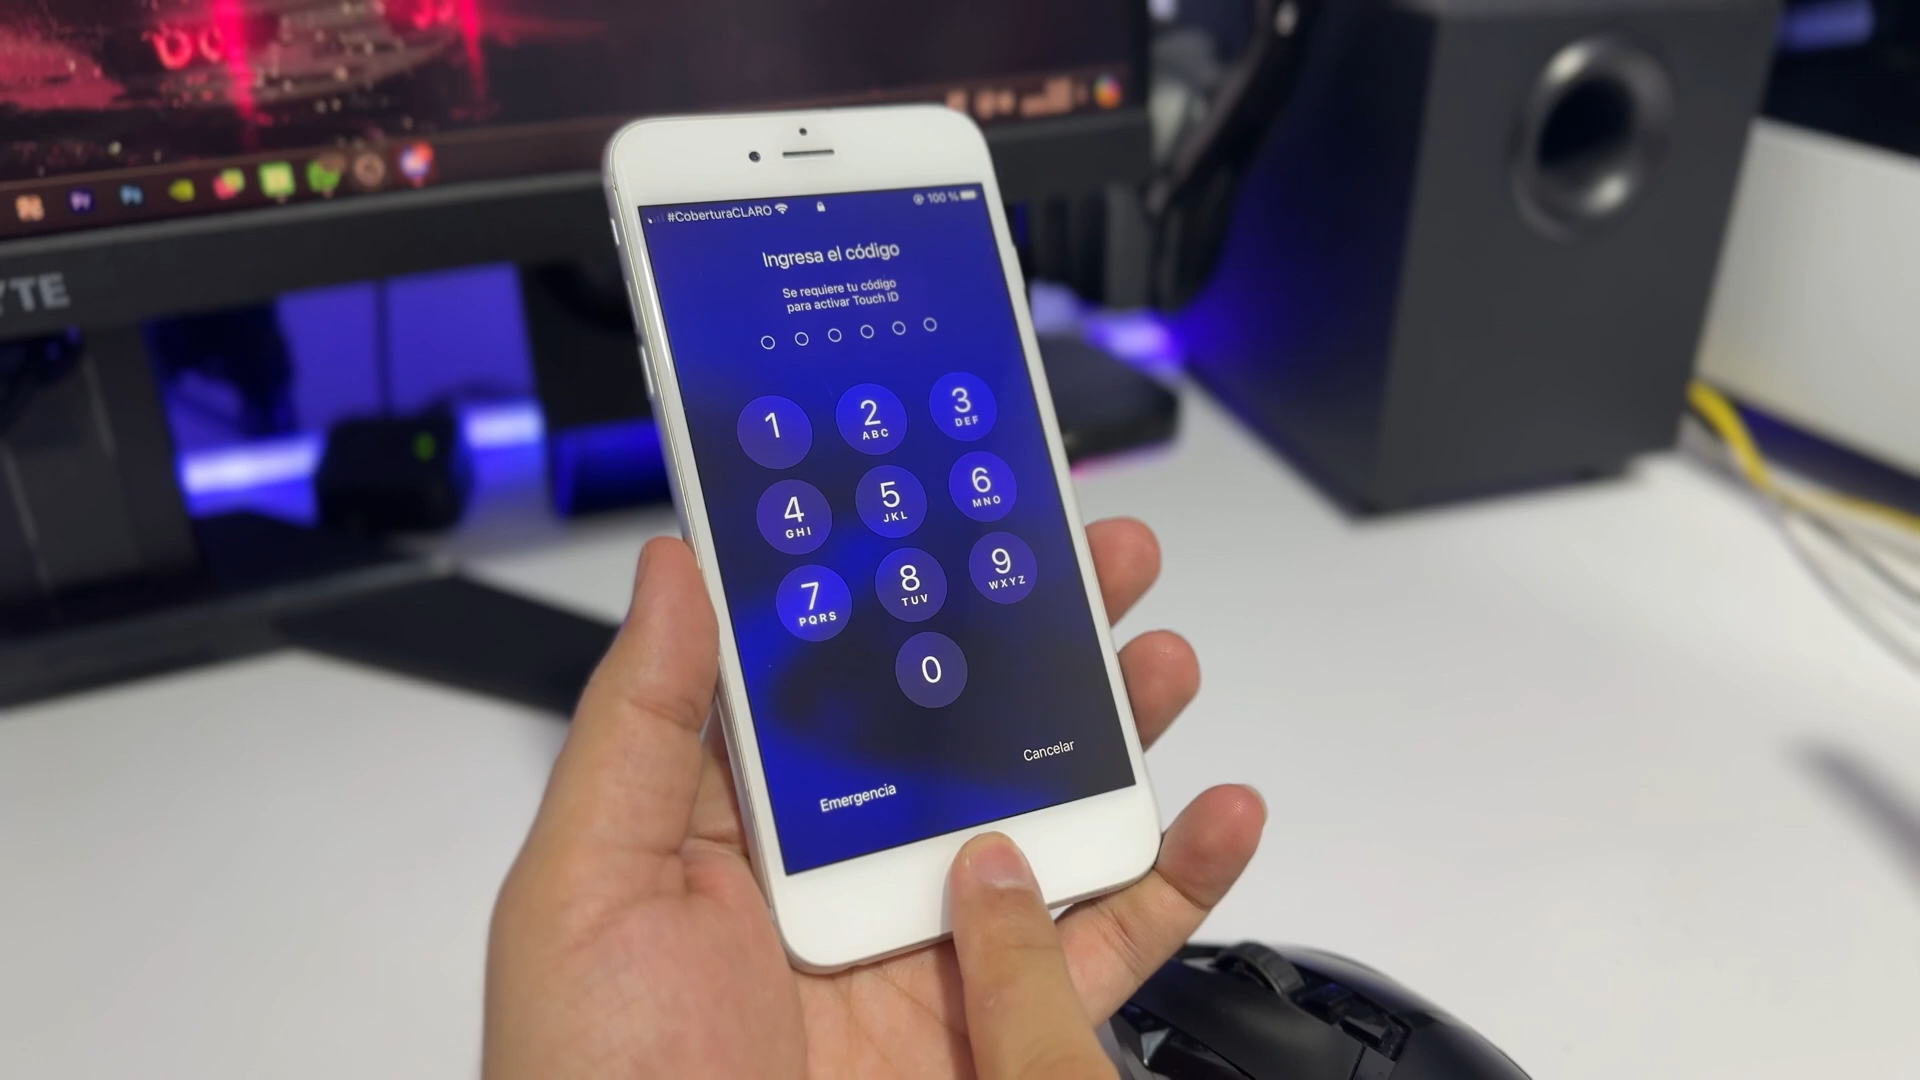 YTE
#CoberturaCLARO
100 %
Ingresa el código
Se requiere tu código
para activar Touch ID
1
2
ABC
3
DEF
4
GHI
5
JKL
6
MNO
7
PQRS
8
TUV
9
WXYZ
0
Cancelar
Emergencia